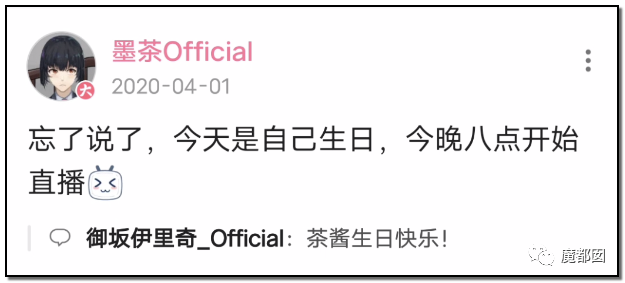 墨茶Official
大
2020-04-01
忘了说了，今天是自己生日，今晚八点开始
直播
御坂伊里奇_Official：茶酱生日快乐！
魔都囡